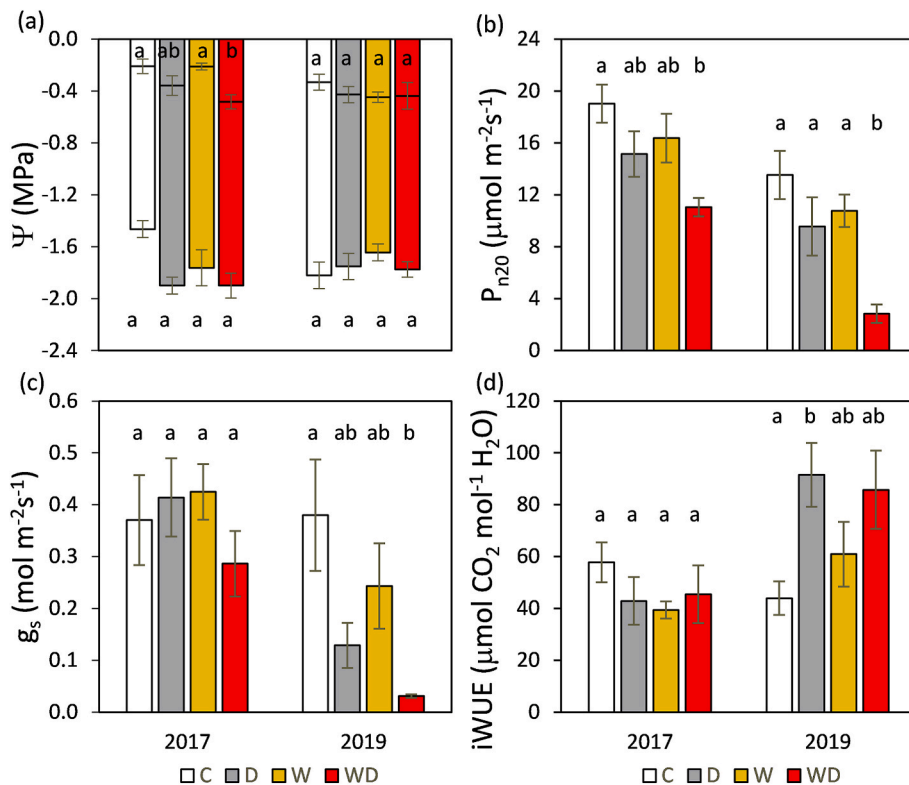 (a)
0.0
-0.4
-0.8
-1.2
-1.6
-2.0
-2.4
Ψ (MPa)
a ab a b a a a a
a a a a a a a a
(b)
24
20
16
12
8
4
0
Pn20 (μmol m-2s-1)
a ab ab b a a a b
(c)
0.6
0.5
0.4
0.3
0.2
0.1
0.0
gs (mol m-2s-1)
a a a a a ab ab b
2017 2019
(d)
120
100
80
60
40
20
0
iWUE (μmol CO2 mol-1 H2O)
a a a a a b ab ab
2017 2019
C D W WD
C D W WD